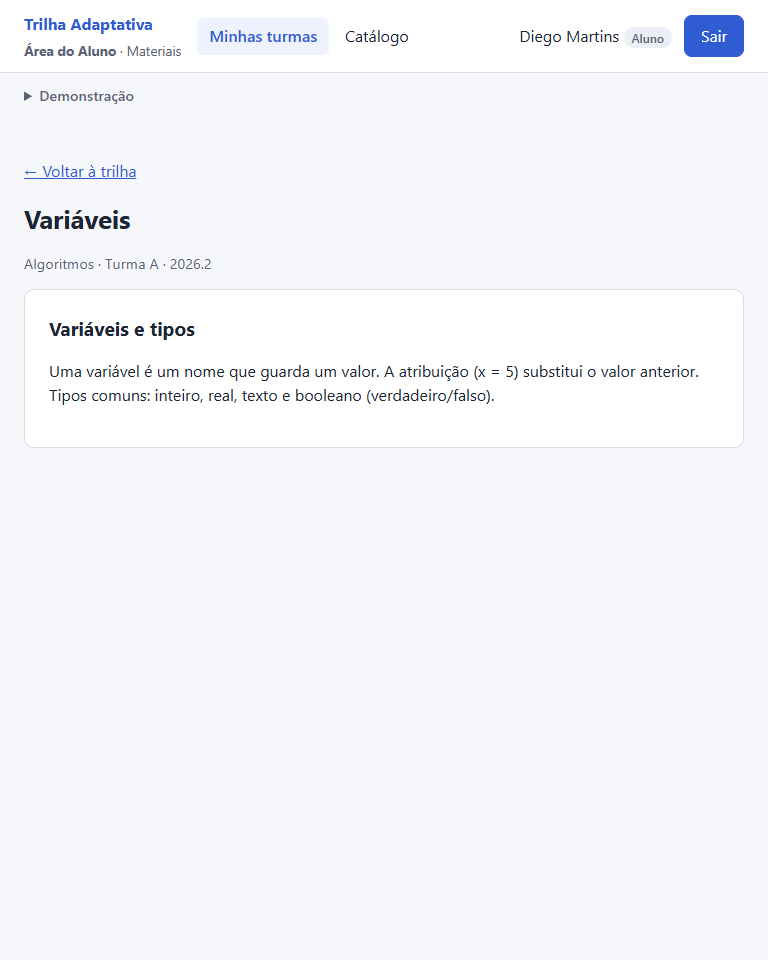 Trilha Adaptativa
Área do Aluno · Materiais
Minhas turmas
Catálogo
Diego Martins
Aluno
Sair
▶ Demonstração
← Voltar à trilha
Variáveis
Algoritmos · Turma A · 2026.2
Variáveis e tipos
Uma variável é um nome que guarda um valor. A atribuição (x = 5) substitui o valor anterior.
Tipos comuns: inteiro, real, texto e booleano (verdadeiro/falso).